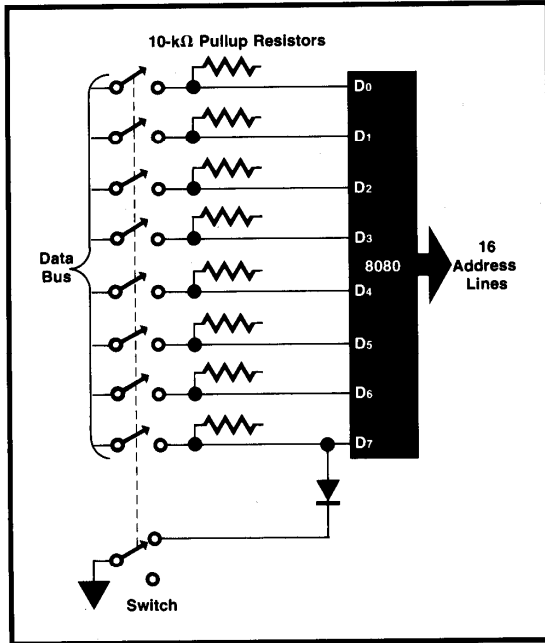 10-kΩ Pullup Resistors
D0
D1
D2
D3
Data
Bus
8080
16
Address
Lines
D4
D5
D6
D7
Switch